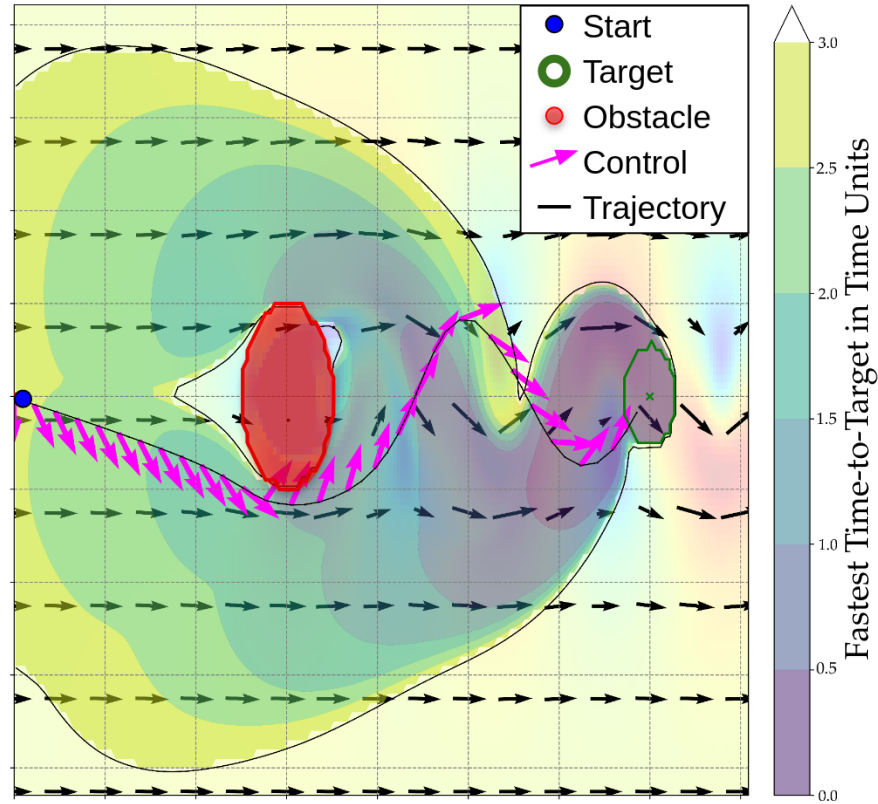 Start
Target
Obstacle
Control
Trajectory
3.0
2.5
2.0
1.5
1.0
0.5
0.0
Fastest Time-to-Target in Time Units